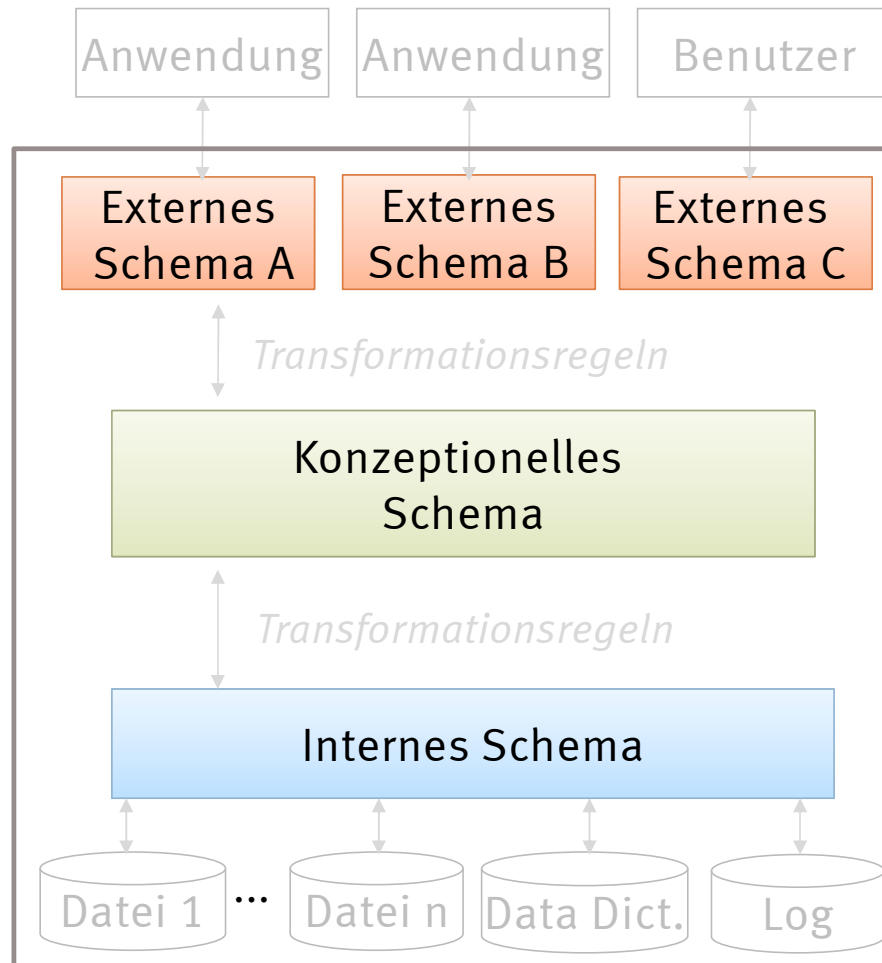 Anwendung
Anwendung
Benutzer
Externes
Schema A
Externes
Schema B
Externes
Schema C
Transformationsregeln
Konzeptionelles
Schema
Transformationsregeln
Internes Schema
Datei 1
...
Datei n
Data Dict.
Log